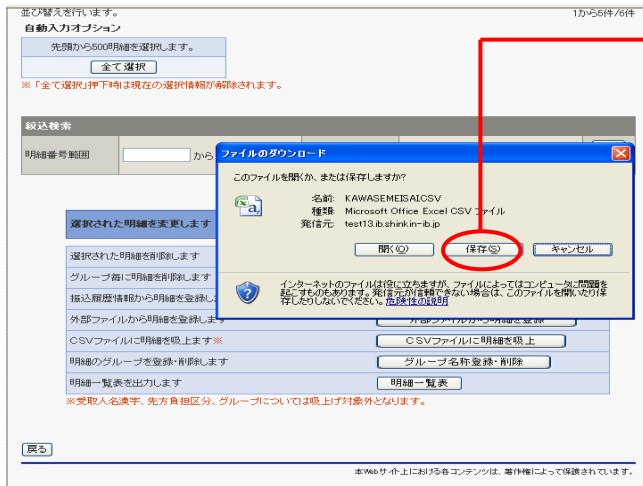 並び替えを行います。
1から5件/6件
自動入力オプション
先頭から500明細を選択します。
全て選択
※「全て選択」押下時は現在の選択情報が解除されます。
絞込検索
明細番号範囲
から
ファイルのダウンロード
このファイルを開くか、または保存しますか?
名前: KAWASEMEISAICSV
種類: Microsoft Office Excel CSV ファイル
発信元: test13.ib.shinkin-ib.jp
開く(O)
保存(S)
キャンセル
インターネットのファイルは役に立ちますが、ファイルによってはコンピュータに問題を
起こすものもあります。発信元が信頼できない場合は、このファイルを開いたり保
存したりしないでください。危険性の説明
選択された明細を変更します
選択された明細を削除します
グループ毎に明細を削除します
振込履歴情報から明細を登録し
外部ファイルから明細を登録します
外部ファイルから明細を登録
CSVファイルに明細を吸上ます※
CSVファイルに明細を吸上
明細のグループを登録・削除します
グループ名称登録・削除
明細一覧表を出力します
明細一覧表
※受取人名漢字、先方負担区分、グループについては吸上げ対象外となります。
戻る
本Webサイト上における各コンテンツは、著作権によって保護されています。